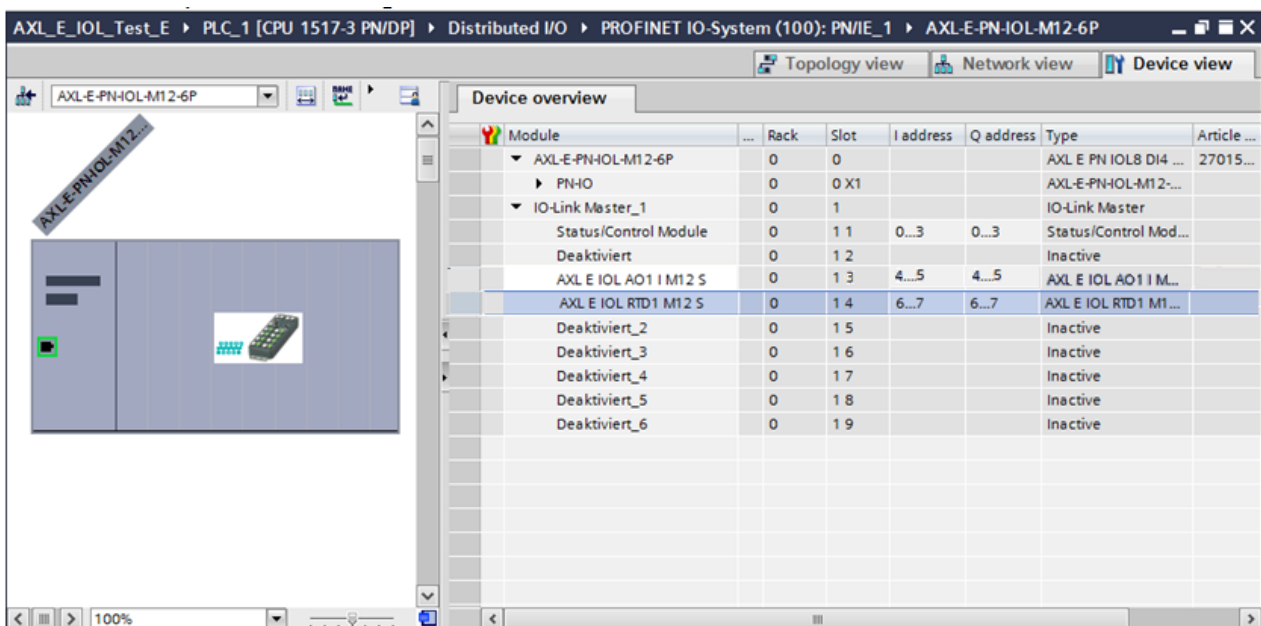 AXL_E_IOL_Test_E ▸ PLC_1 [CPU 1517-3 PN/DP] ▸ Distributed I/O ▸ PROFINET IO-System (100): PN/IE_1 ▸ AXL-E-PN-IOL-M12-6P
Topology view Network view Device view
AXL-E-PN-IOL-M12-6P
Device overview
AXL-E-PN-IOL-M12...
Module ... Rack Slot I address Q address Type Article ...
AXL-E-PN-IOL-M12-6P 0 0 AXL E PN IOL8 DI4 ... 27015...
PN-IO 0 0 X1 AXL-E-PN-IOL-M12-...
IO-Link Master_1 0 1 IO-Link Master
Status/Control Module 0 1 1 0...3 0...3 Status/Control Mod...
Deaktiviert 0 1 2 Inactive
AXL E IOL AO1 I M12 S 0 1 3 4...5 4...5 AXL E IOL AO1 I M...
AXL E IOL RTD1 M12 S 0 1 4 6...7 6...7 AXL E IOL RTD1 M1...
Deaktiviert_2 0 1 5 Inactive
Deaktiviert_3 0 1 6 Inactive
Deaktiviert_4 0 1 7 Inactive
Deaktiviert_5 0 1 8 Inactive
Deaktiviert_6 0 1 9 Inactive
100%